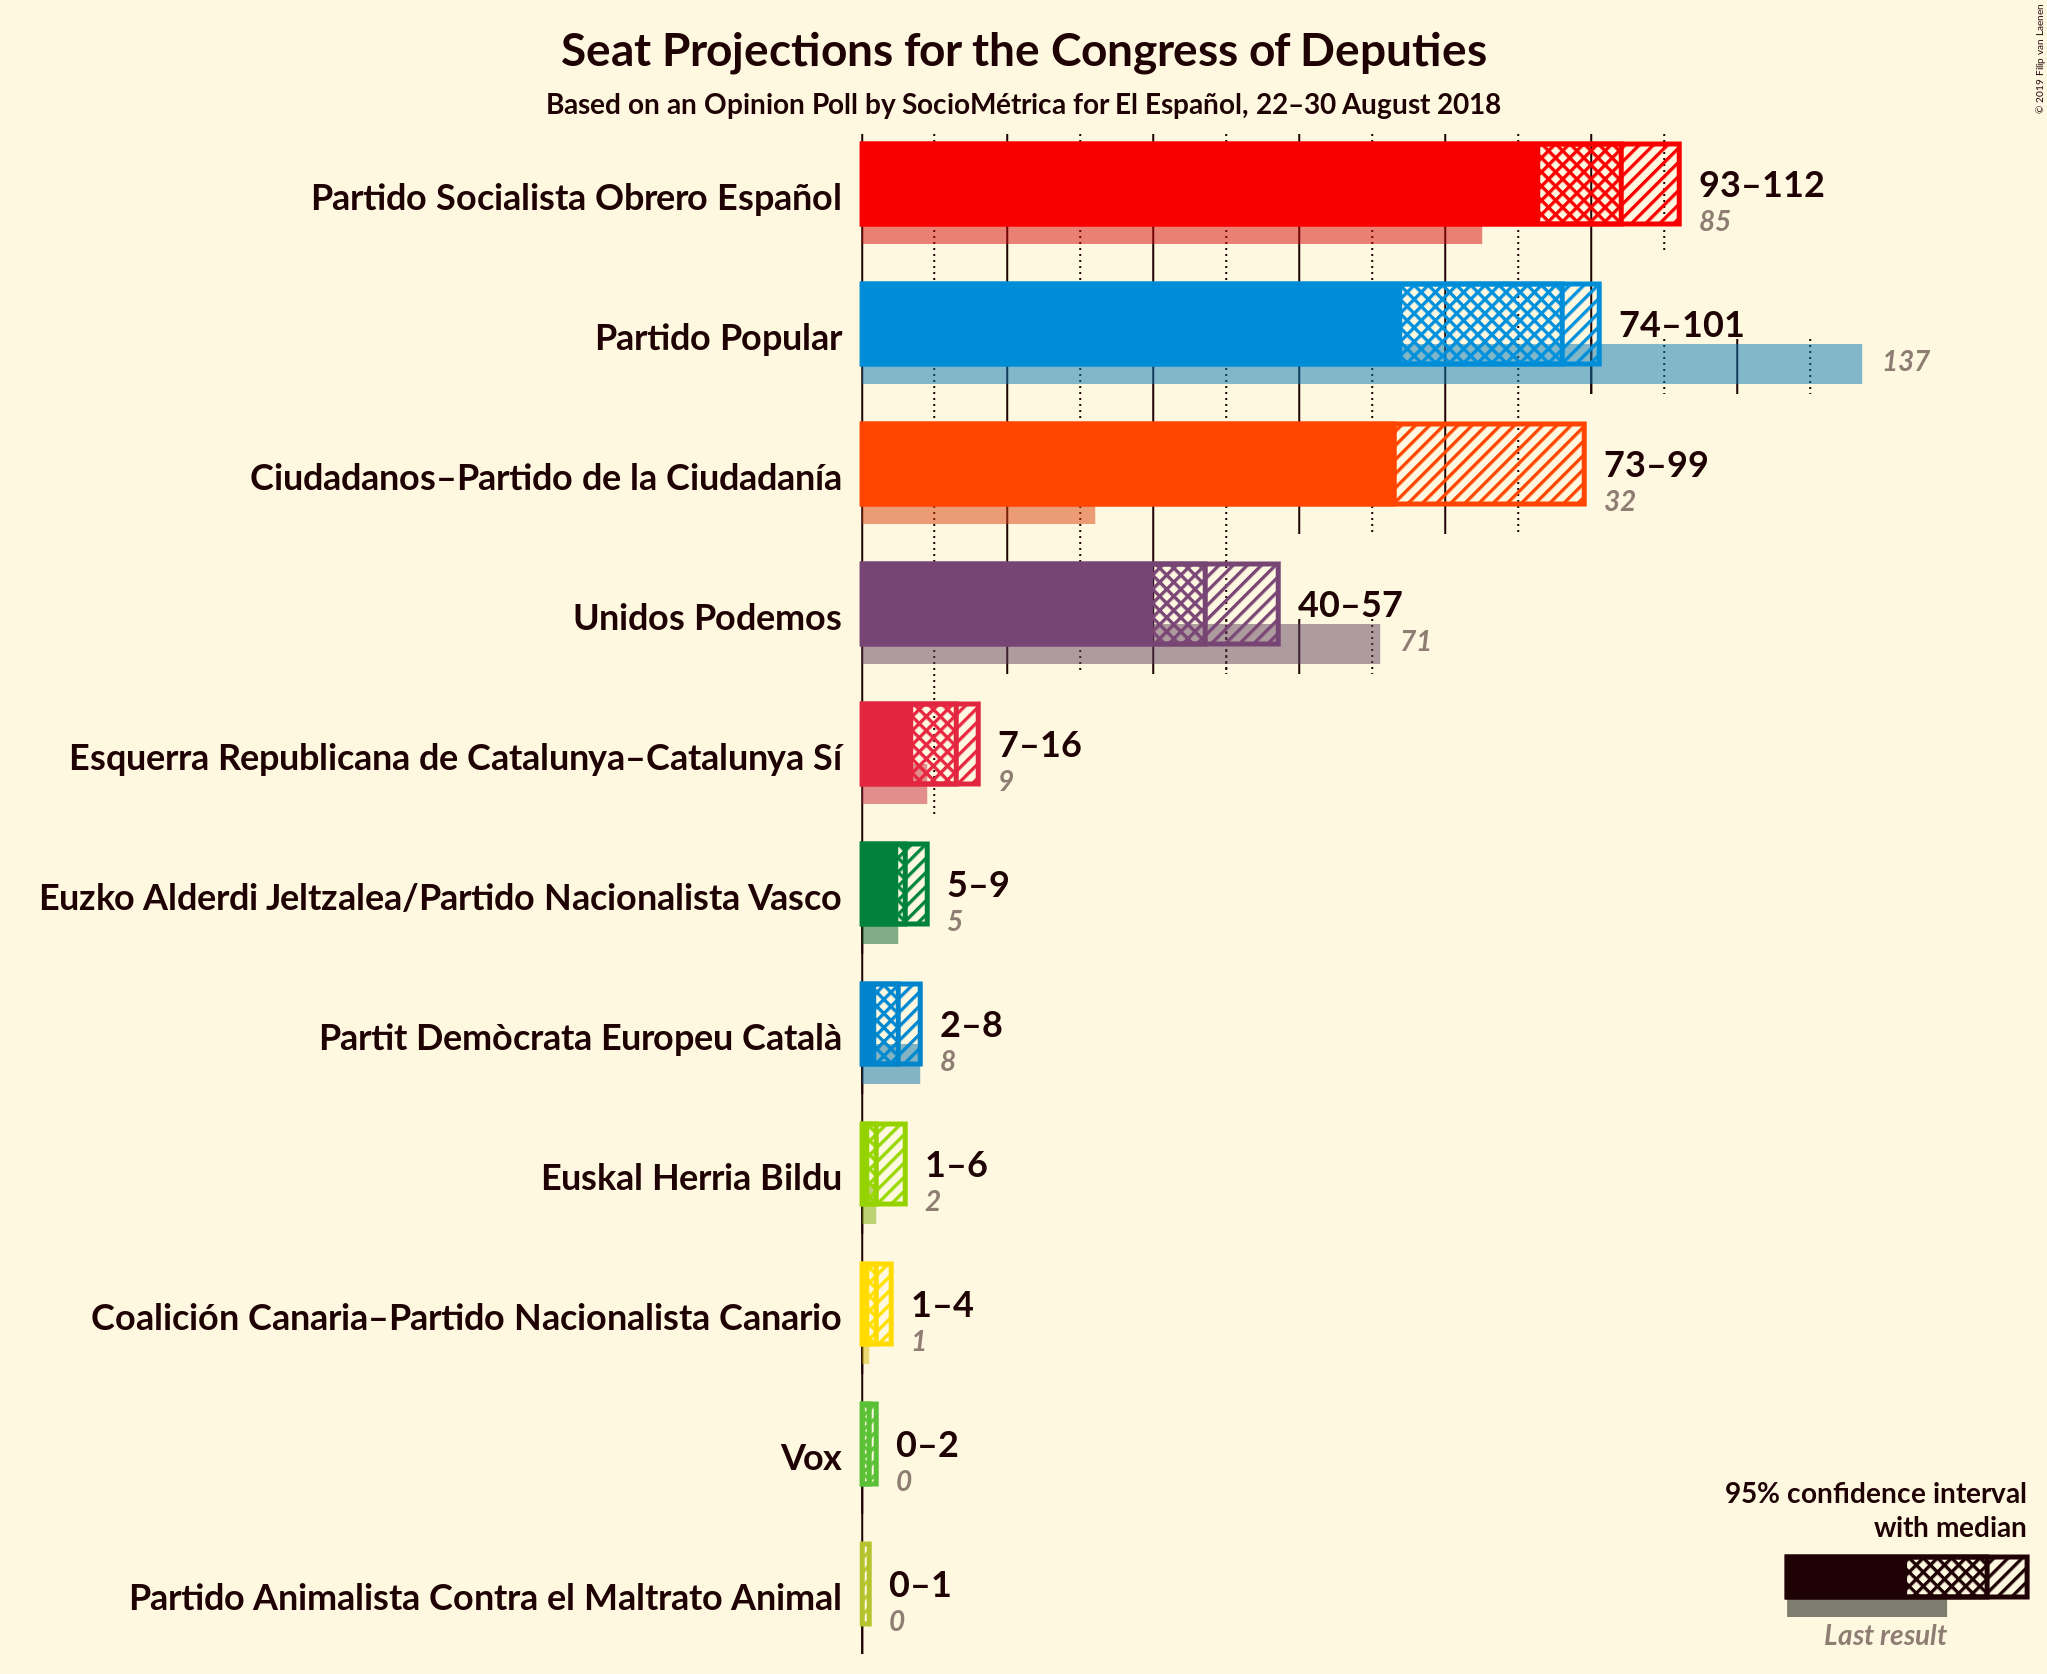 Seat Projections for the Congress of Deputies
Based on an Opinion Poll by SocioMétrica for El Español, 22–30 August 2018
© 2019 Filip van Laenen
Partido Socialista Obrero Español
93–112
85
Partido Popular
74–101
137
Ciudadanos–Partido de la Ciudadanía
73–99
32
Unidos Podemos
40–57
71
Esquerra Republicana de Catalunya–Catalunya Sí
7–16
9
Euzko Alderdi Jeltzalea/Partido Nacionalista Vasco
5–9
5
Partit Demòcrata Europeu Català
2–8
8
Euskal Herria Bildu
1–6
2
Coalición Canaria–Partido Nacionalista Canario
1–4
1
Vox
0–2
0
Partido Animalista Contra el Maltrato Animal
0–1
0
95% confidence interval
with median
Last result